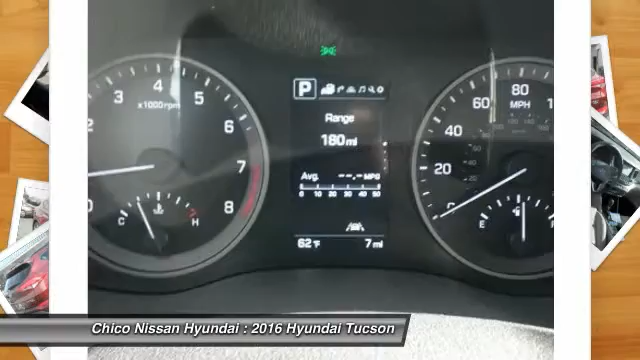 3 4 5
x1000rpm
2 6
7
0 8
C H
P
Range
180 mi
Avg. --.- MPG
0 10 20 30 40 50
62°F 7 mi
60 80
MPH
40
20
E
Chico Nissan Hyundai : 2016 Hyundai Tucson